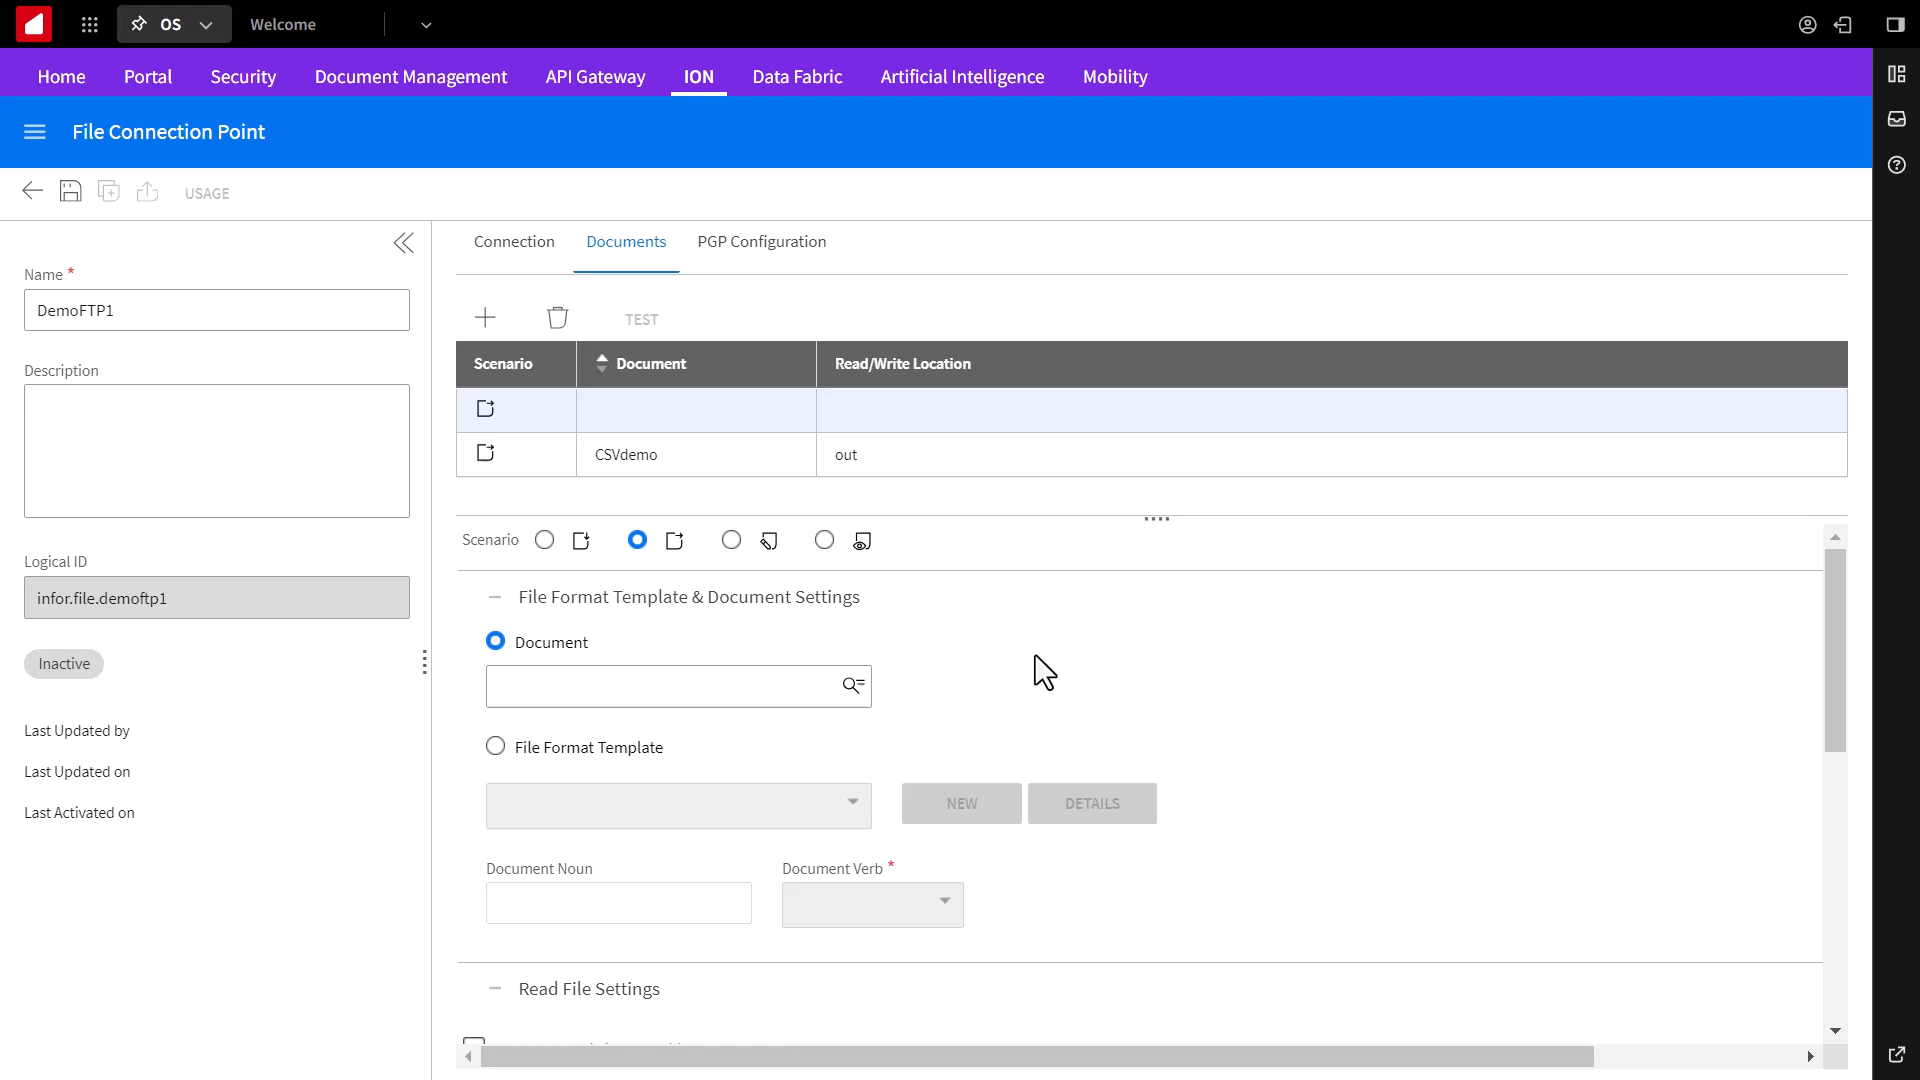 OS
Welcome
Home
Portal
Security
Document Management
API Gateway
ION
Data Fabric
Artificial Intelligence
Mobility
File Connection Point
USAGE
Name *
DemoFTP1
Description
Logical ID
infor.file.demoftp1
Inactive
Last Updated by
Last Updated on
Last Activated on
Connection
Documents
PGP Configuration
TEST
Scenario
Document
Read/Write Location
CSVdemo
out
Scenario
File Format Template & Document Settings
Document
File Format Template
NEW
DETAILS
Document Noun
Document Verb *
Read File Settings